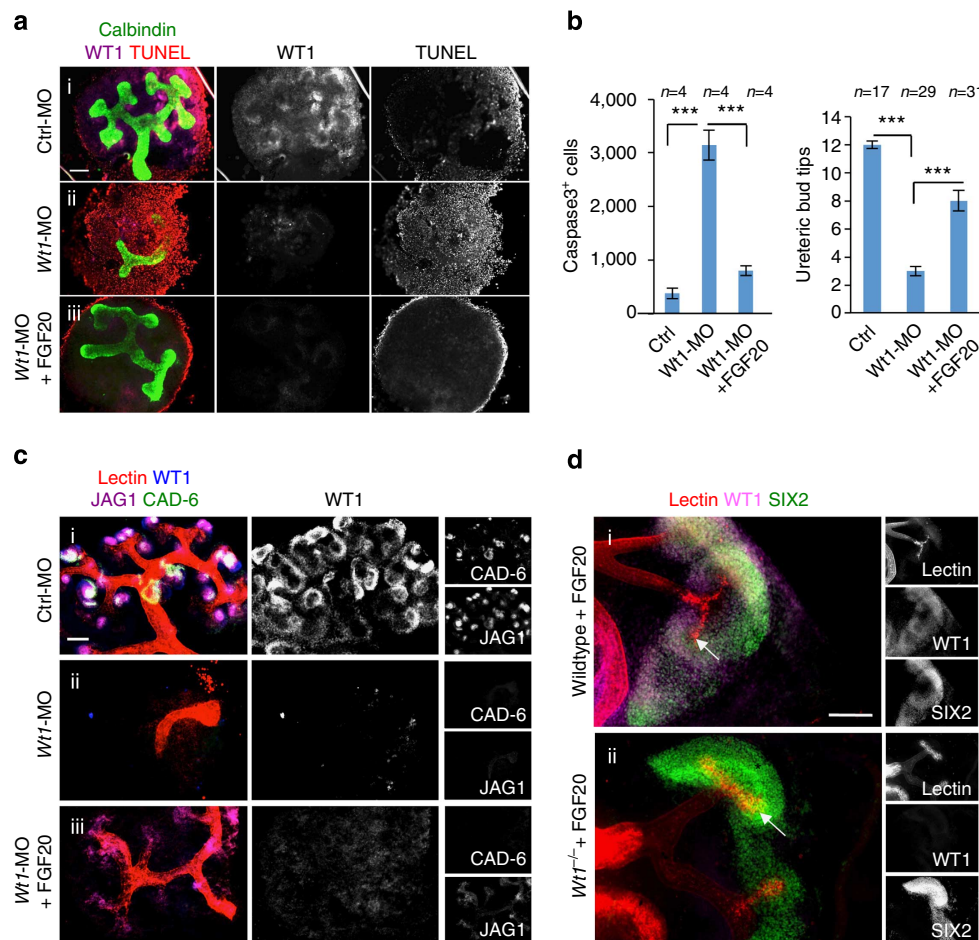 a
Calbindin
WT1 TUNEL
WT1
TUNEL
Ctrl-MO
i
Wt1-MO
ii
Wt1-MO
+ FGF20
iii
b
n=4
n=4
n=4
4,000
3,000
2,000
1,000
0
Caspase3+ cells
***
***
Ctrl
Wt1-MO
Wt1-MO
+FGF20
n=17
n=29
n=31
14
12
10
8
6
4
2
0
Ureteric bud tips
***
***
Ctrl
Wt1-MO
Wt1-MO
+FGF20
c
Lectin WT1
JAG1 CAD-6
WT1
Ctrl-MO
i
CAD-6
JAG1
Wt1-MO
ii
CAD-6
JAG1
Wt1-MO
+ FGF20
iii
CAD-6
JAG1
d
Lectin WT1 SIX2
Wildtype + FGF20
i
Lectin
WT1
SIX2
Wt1–/– + FGF20
ii
Lectin
WT1
SIX2